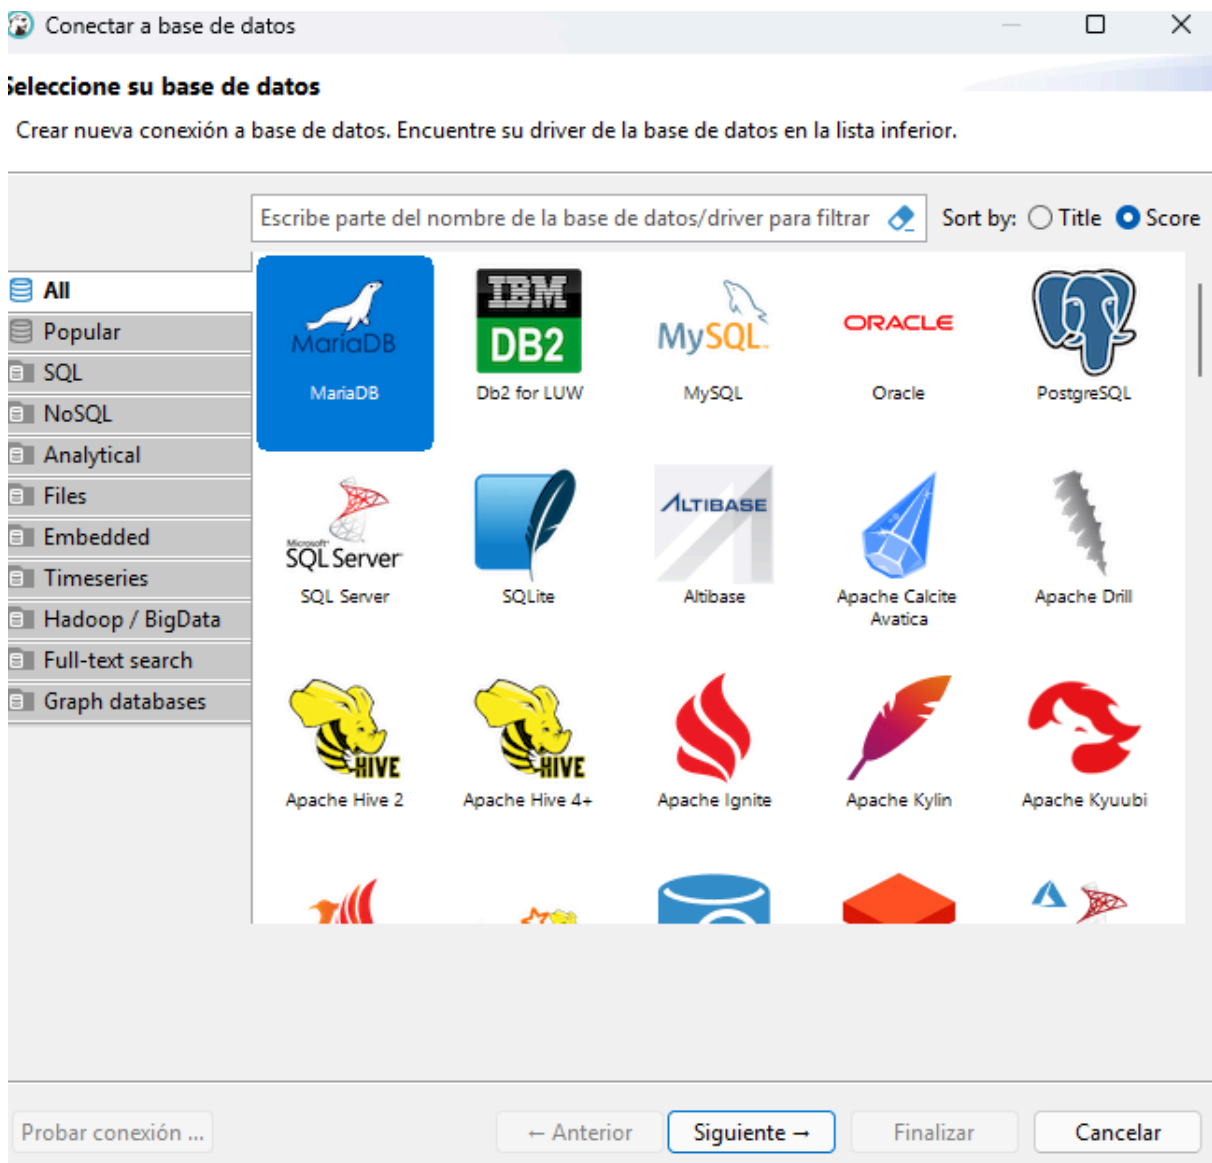 Conectar a base de datos
Seleccione su base de datos
Crear nueva conexión a base de datos. Encuentre su driver de la base de datos en la lista inferior.
Escribe parte del nombre de la base de datos/driver para filtrar
Sort by: Title Score
All
Popular
SQL
NoSQL
Analytical
Files
Embedded
Timeseries
Hadoop / BigData
Full-text search
Graph databases
MariaDB
IBM
DB2
MySQL
ORACLE
MariaDB
Db2 for LUW
MySQL
Oracle
PostgreSQL
Microsoft
SQL Server
ALTIBASE
SQL Server
SQLite
Altibase
Apache Calcite
Avatica
Apache Drill
HIVE
HIVE
Apache Hive 2
Apache Hive 4+
Apache Ignite
Apache Kylin
Apache Kyuubi
Probar conexión ...
← Anterior
Siguiente →
Finalizar
Cancelar